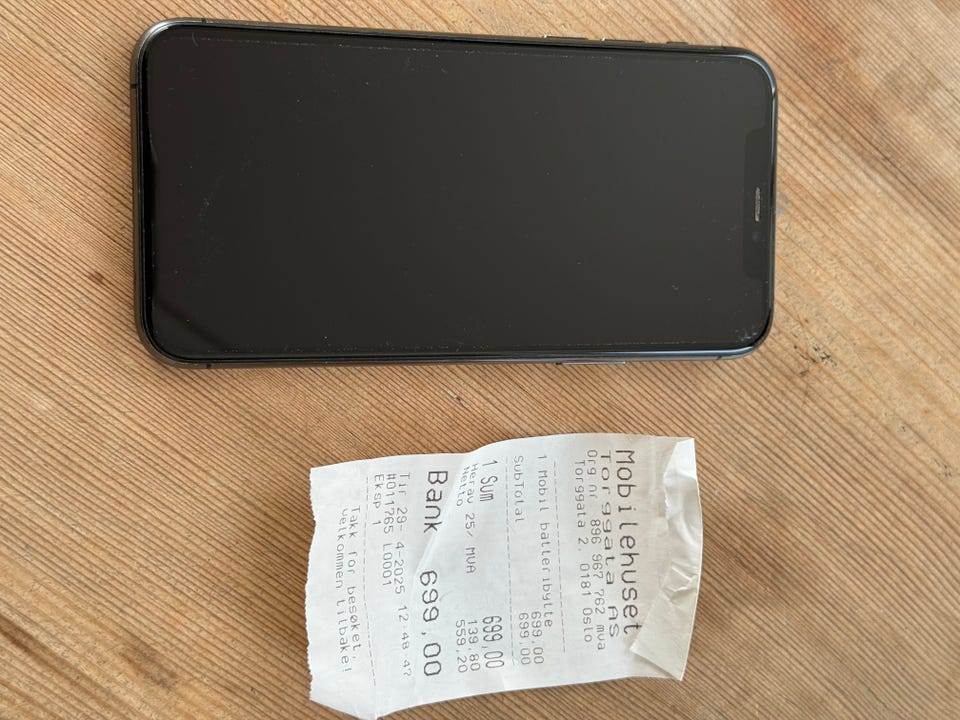 Mobilehuset
Torggata AS
Org nr 896 967 762 mva
Torggata 2, 0181 Oslo
1 Mobil batteribytte 699,00
SubTotal 699,00
1 Sum 699,00
Herav 25% MVA 139,80
Netto 559,20
Bank 699,00
Tir 29- 4-2025 12:48:47
#011765 L0001
Eksp 1
Takk for besøket,
velkommen tilbake!